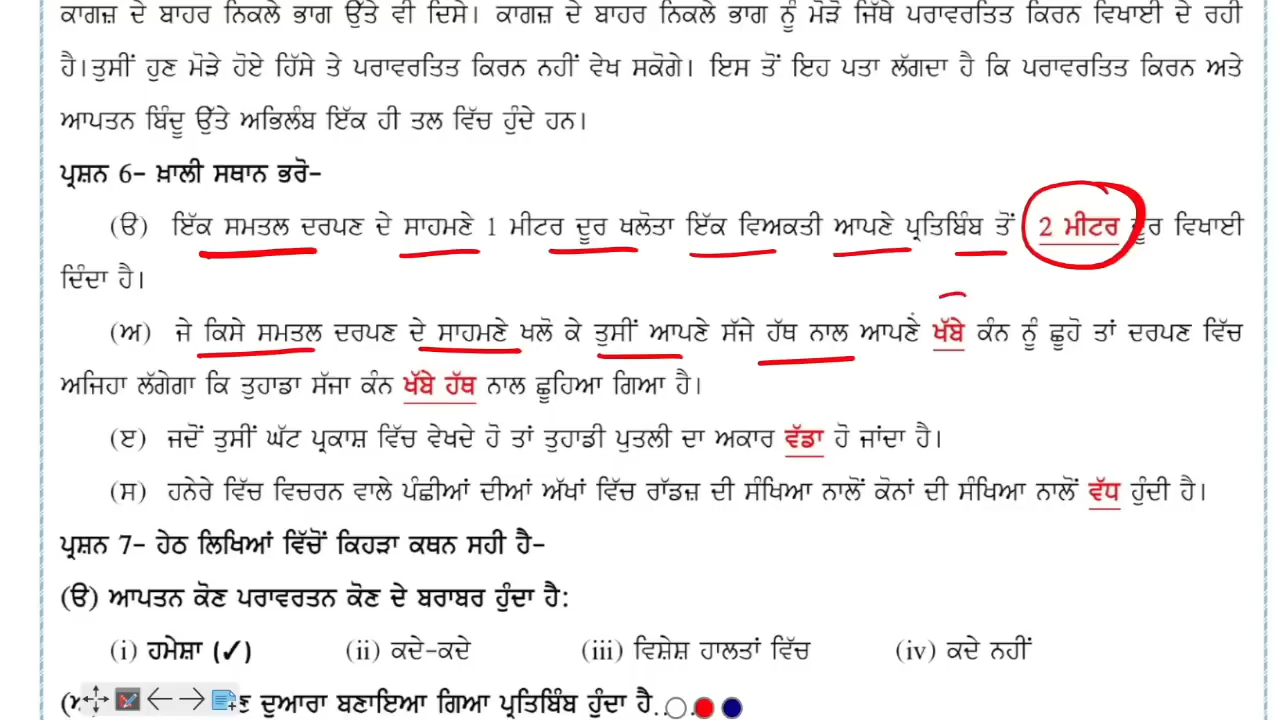 ਕਾਗਜ਼ ਦੇ ਬਾਹਰ ਨਿਕਲੇ ਭਾਗ ਉੱਤੇ ਵੀ ਦਿਸੇ। ਕਾਗਜ਼ ਦੇ ਬਾਹਰ ਨਿਕਲੇ ਭਾਗ ਨੂੰ ਮੋੜੋ ਜਿੱਥੇ ਪਰਾਵਰਤਿਤ ਕਿਰਨ ਵਿਖਾਈ ਦੇ ਰਹੀ
ਹੈ। ਤੁਸੀਂ ਹੁਣ ਮੋੜੇ ਹੋਏ ਹਿੱਸੇ ਤੇ ਪਰਾਵਰਤਿਤ ਕਿਰਨ ਨਹੀਂ ਵੇਖ ਸਕੋਗੇ। ਇਸ ਤੋਂ ਇਹ ਪਤਾ ਲੱਗਦਾ ਹੈ ਕਿ ਪਰਾਵਰਤਿਤ ਕਿਰਨ ਅਤੇ
ਆਪਤਨ ਬਿੰਦੂ ਉੱਤੇ ਅਭਿਲੰਬ ਇੱਕ ਹੀ ਤਲ ਵਿੱਚ ਹੁੰਦੇ ਹਨ।
ਪ੍ਰਸ਼ਨ 6- ਖ਼ਾਲੀ ਸਥਾਨ ਭਰੋ-
(ੳ) ਇੱਕ ਸਮਤਲ ਦਰਪਣ ਦੇ ਸਾਹਮਣੇ 1 ਮੀਟਰ ਦੂਰ ਖਲੋਤਾ ਇੱਕ ਵਿਅਕਤੀ ਆਪਣੇ ਪ੍ਰਤਿਬਿੰਬ ਤੋਂ 2 ਮੀਟਰ ਦੂਰ ਵਿਖਾਈ
ਦਿੰਦਾ ਹੈ।
(ਅ) ਜੇ ਕਿਸੇ ਸਮਤਲ ਦਰਪਣ ਦੇ ਸਾਹਮਣੇ ਖਲੋ ਕੇ ਤੁਸੀਂ ਆਪਣੇ ਸੱਜੇ ਹੱਥ ਨਾਲ ਆਪਣੇ ਖੱਬੇ ਕੰਨ ਨੂੰ ਛੂਹੋ ਤਾਂ ਦਰਪਣ ਵਿੱਚ
ਅਜਿਹਾ ਲੱਗੇਗਾ ਕਿ ਤੁਹਾਡਾ ਸੱਜਾ ਕੰਨ ਖੱਬੇ ਹੱਥ ਨਾਲ ਛੂਹਿਆ ਗਿਆ ਹੈ।
(ੲ) ਜਦੋਂ ਤੁਸੀਂ ਘੱਟ ਪ੍ਰਕਾਸ਼ ਵਿੱਚ ਵੇਖਦੇ ਹੋ ਤਾਂ ਤੁਹਾਡੀ ਪੁਤਲੀ ਦਾ ਅਕਾਰ ਵੱਡਾ ਹੋ ਜਾਂਦਾ ਹੈ।
(ਸ) ਹਨੇਰੇ ਵਿੱਚ ਵਿਚਰਨ ਵਾਲੇ ਪੰਛੀਆਂ ਦੀਆਂ ਅੱਖਾਂ ਵਿੱਚ ਰਾੱਡਜ਼ ਦੀ ਸੰਖਿਆ ਨਾਲੋਂ ਕੋਨਾਂ ਦੀ ਸੰਖਿਆ ਨਾਲੋਂ ਵੱਧ ਹੁੰਦੀ ਹੈ।
ਪ੍ਰਸ਼ਨ 7- ਹੇਠ ਲਿਖਿਆਂ ਵਿੱਚੋਂ ਕਿਹੜਾ ਕਥਨ ਸਹੀ ਹੈ-
(ੳ) ਆਪਤਨ ਕੋਣ ਪਰਾਵਰਤਨ ਕੋਣ ਦੇ ਬਰਾਬਰ ਹੁੰਦਾ ਹੈ:
(i) ਹਮੇਸ਼ਾ (✓) (ii) ਕਦੇ-ਕਦੇ (iii) ਵਿਸ਼ੇਸ਼ ਹਾਲਤਾਂ ਵਿੱਚ (iv) ਕਦੇ ਨਹੀਂ
ਦੁਆਰਾ ਬਣਾਇਆ ਗਿਆ ਪ੍ਰਤਿਬਿੰਬ ਹੁੰਦਾ ਹੈ